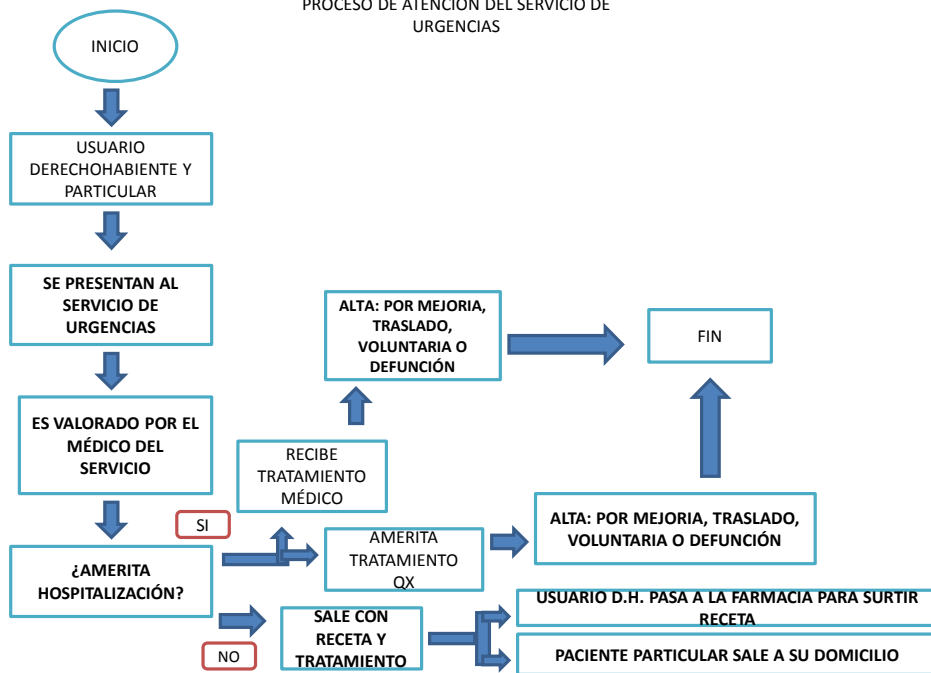 PROCESO DE ATENCIÓN DEL SERVICIO DE
URGENCIAS
INICIO
USUARIO
DERECHOHABIENTE Y
PARTICULAR
SE PRESENTAN AL
SERVICIO DE
URGENCIAS
ES VALORADO POR EL
MÉDICO DEL
SERVICIO
¿AMERITA
HOSPITALIZACIÓN?
SI
RECIBE
TRATAMIENTO
MÉDICO
ALTA: POR MEJORIA,
TRASLADO,
VOLUNTARIA O
DEFUNCIÓN
FIN
AMERITA
TRATAMIENTO
QX
ALTA: POR MEJORIA, TRASLADO,
VOLUNTARIA O DEFUNCIÓN
NO
SALE CON
RECETA Y
TRATAMIENTO
USUARIO D.H. PASA A LA FARMACIA PARA SURTIR
RECETA
PACIENTE PARTICULAR SALE A SU DOMICILIO